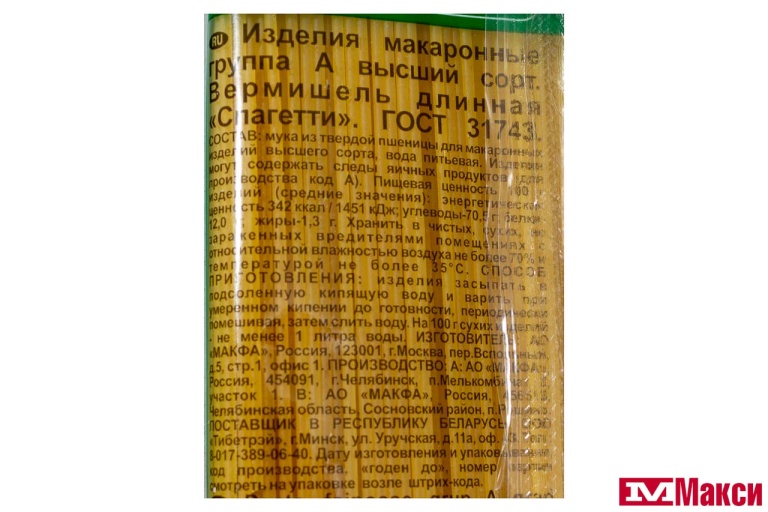 RU Изделия макаронные
группа А высший сорт.
Вермишель длинная
«Спагетти». ГОСТ 31743.
СОСТАВ: мука из твердой пшеницы для макаронных
изделий высшего сорта, вода питьевая. Изделия
могут содержать следы яичных продуктов (для
производства код А). Пищевая ценность 100 г
изделий (средние значения): энергетическая
ценность 342 ккал / 1451 кДж; углеводы-70,5 г; белки-
12,0 г; жиры-1,3 г. Хранить в чистых, сухих, не
зараженных вредителями помещениях с
относительной влажностью воздуха не более 70% и
температурой не более 35°С. СПОСОБ
ПРИГОТОВЛЕНИЯ: изделия засыпать в
подсоленную кипящую воду и варить при
умеренном кипении до готовности, периодически
помешивая, затем слить воду. На 100 г сухих изделий
- не менее 1 литра воды. ИЗГОТОВИТЕЛЬ: АО
«МАКФА», Россия, 123001, г.Москва, пер.Вспольный,
д.5, стр.1, офис 1. ПРОИЗВОДСТВО: А: АО «МАКФА»,
Россия, 454091, г.Челябинск, п.Мелькомбинат
участок В: АО «МАКФА», Россия,
Челябинская область, Сосновский район,
ПОСТАВЩИК В РЕСПУБЛИКУ БЕЛАРУСЬ: ООО
«Тибетрэй», г.Минск, ул. Уручская, д.11а, оф.
8-017-389-06-40. Дату изготовления и упаковывания,
код производства, «годен до», номер партии
смотреть на упаковке возле штрих-кода.
Макси